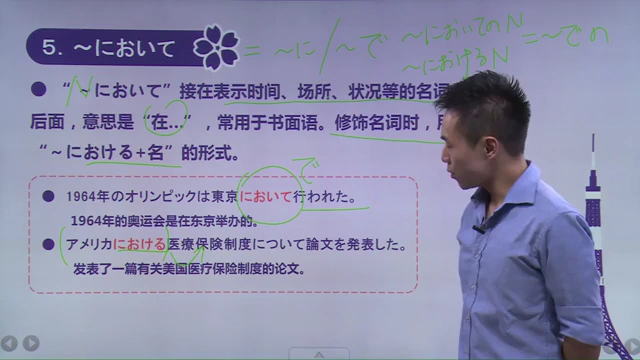 5. ～において
= ～に / ～で
～においてのN
～におけるN
= ～での
● “ ～において”接在表示时间、场所、状况等的名词
N
后面，意思是“在…”，常用于书面语。修饰名词时，
“～における+名”的形式。
● 1964年のオリンピックは東京において行われた。
で
1964年的奥运会是在东京举办的。
● アメリカにおける医療保険制度について論文を発表した。
发表了一篇有关美国医疗保险制度的论文。